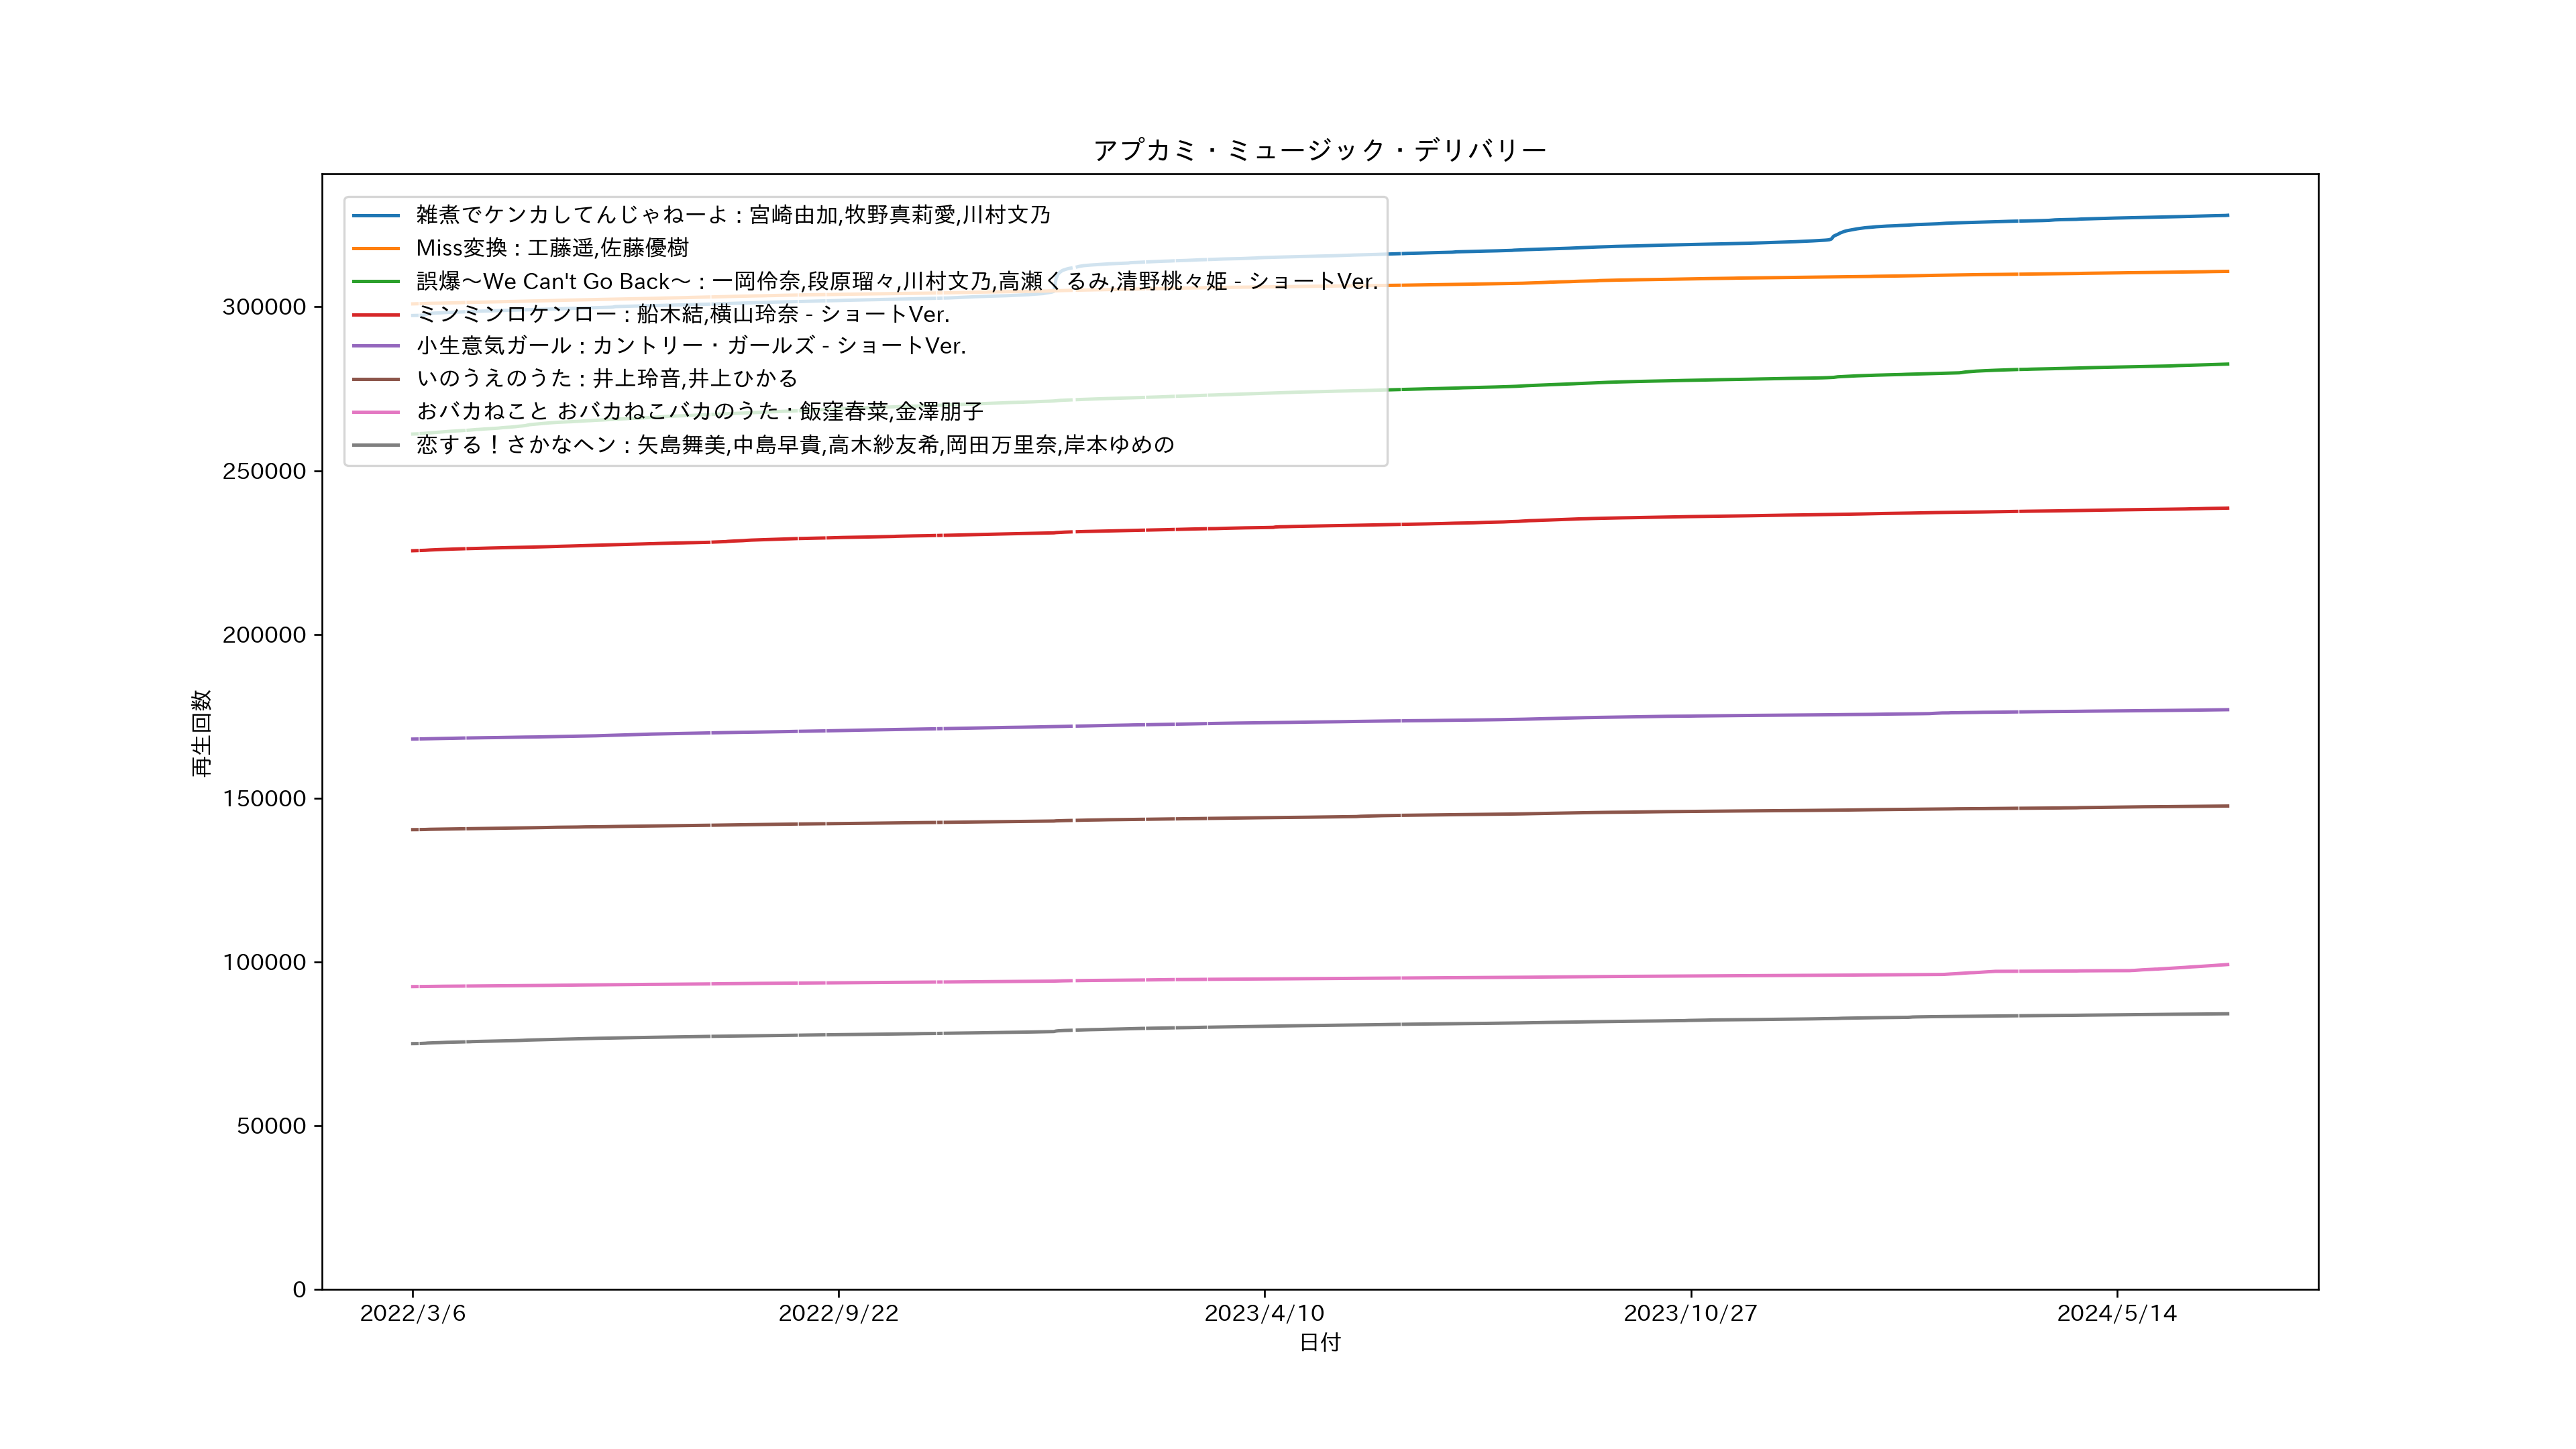 アプカミ・ミュージック・デリバリー
雑煮でケンカしてんじゃねーよ : 宮崎由加,牧野真莉愛,川村文乃
Miss変換 : 工藤遥,佐藤優樹
誤爆〜We Can't Go Back〜 : 一岡伶奈,段原瑠々,川村文乃,高瀬くるみ,清野桃々姫 - ショートVer.
ミンミンロケンロー : 船木結,横山玲奈 - ショートVer.
小生意気ガール : カントリー・ガールズ - ショートVer.
いのうえのうた : 井上玲音,井上ひかる
おバカねこと おバカねこバカのうた : 飯窪春菜,金澤朋子
恋する！さかなヘン : 矢島舞美,中島早貴,高木紗友希,岡田万里奈,岸本ゆめの
300000
250000
200000
150000
100000
50000
0
再生回数
2022/3/6
2022/9/22
2023/4/10
2023/10/27
2024/5/14
日付